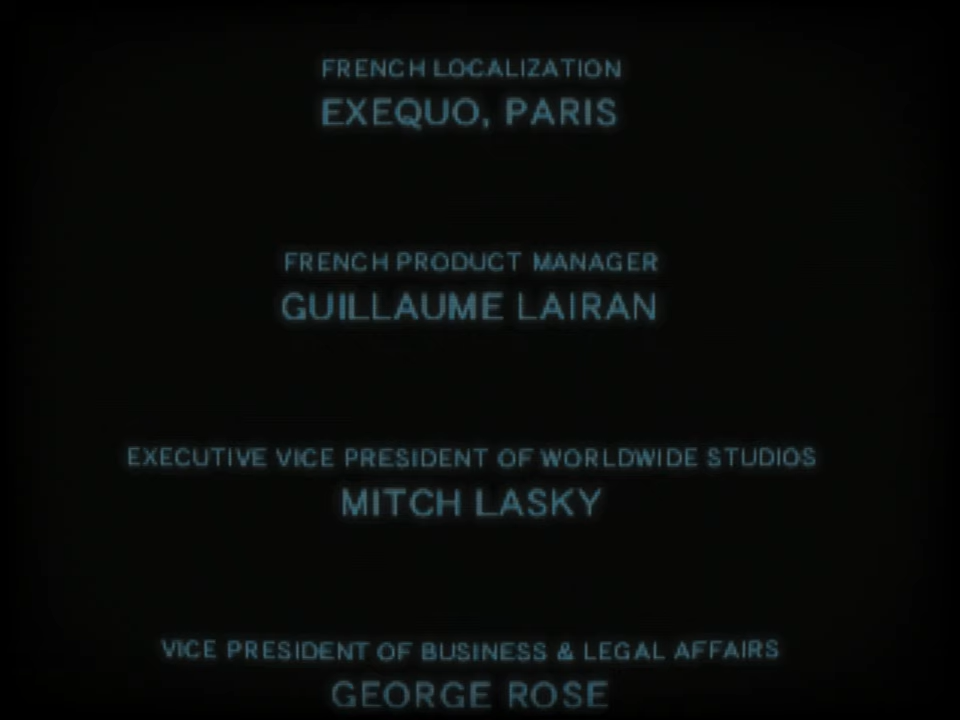 FRENCH LOCALIZATION
EXEQUO, PARIS
FRENCH PRODUCT MANAGER
GUILLAUME LAIRAN
EXECUTIVE VICE PRESIDENT OF WORLDWIDE STUDIOS
MITCH LASKY
VICE PRESIDENT OF BUSINESS & LEGAL AFFAIRS
GEORGE ROSE